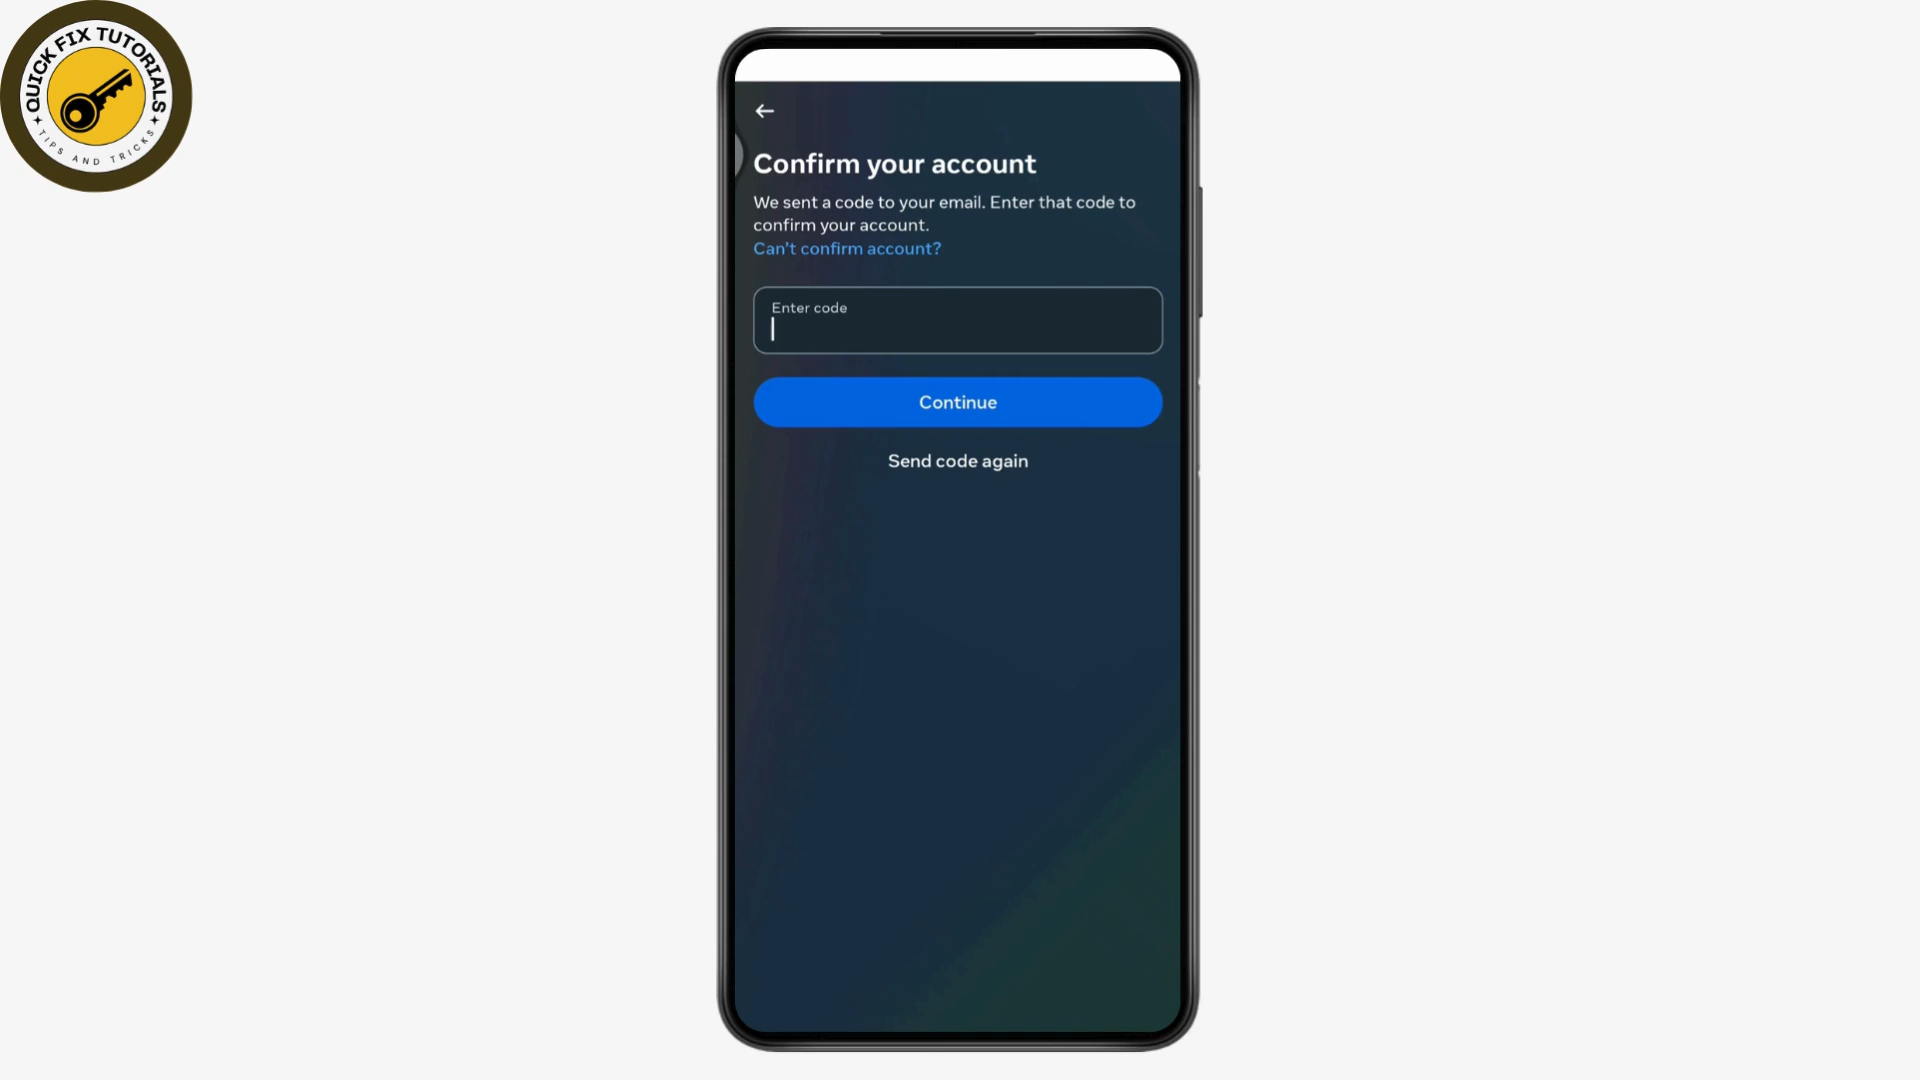 QUICK FIX TUTORIALS
TIPS AND TRICKS
Confirm your account
We sent a code to your email. Enter that code to
confirm your account.
Can't confirm account?
Enter code
Continue
Send code again